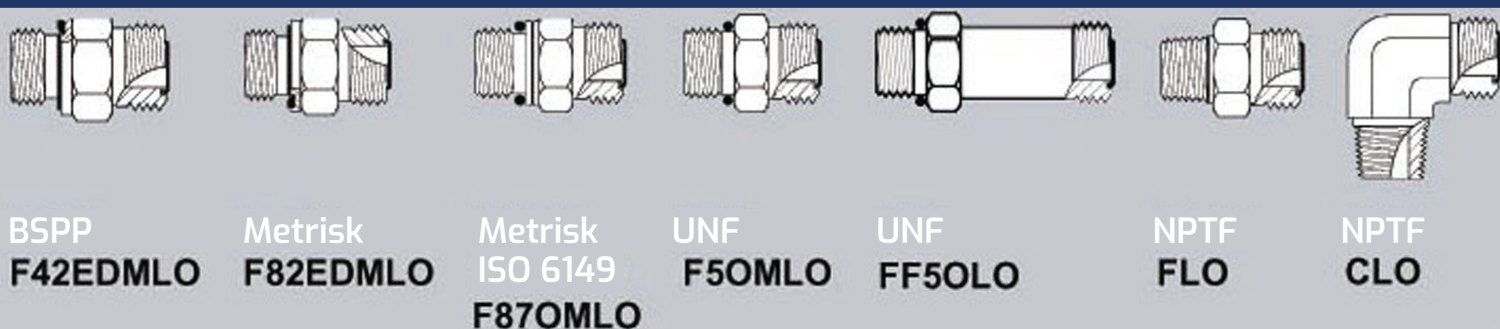 BSPP
F42EDMLO
Metrisk
F82EDMLO
Metrisk
ISO 6149
F87OMLO
UNF
F5OMLO
UNF
FF5OLO
NPTF
FLO
NPTF
CLO